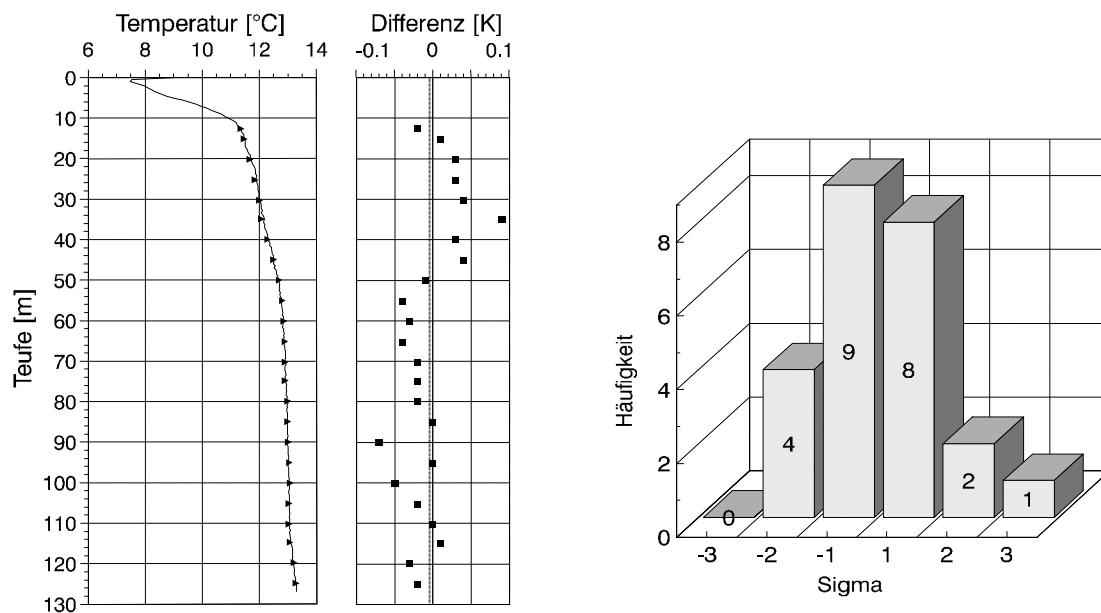 Temperatur [°C]
6 8 10 12 14
Differenz [K]
-0.1 0 0.1
Teufe [m]
0
10
20
30
40
50
60
70
80
90
100
110
120
130
Häufigkeit
8
6
4
2
0
0 4 9 8 2 1
-3 -2 -1 1 2 3
Sigma